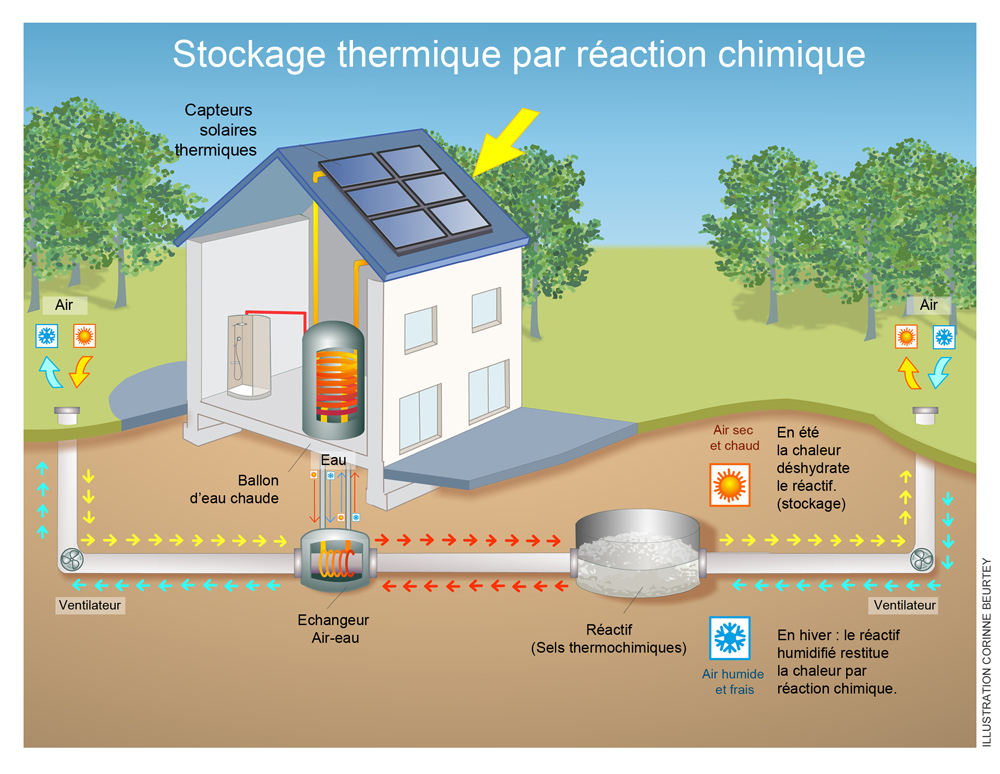 Stockage thermique par réaction chimique
Capteurs
solaires
thermiques
Air
Air
Air sec
et chaud
En été
la chaleur
déshydrate
le réactif.
(stockage)
Eau
Ballon
d'eau chaude
Ventilateur
Echangeur
Air-eau
Réactif
(Sels thermochimiques)
Ventilateur
Air humide
et frais
En hiver : le réactif
humidifié restitue
la chaleur par
réaction chimique.
ILLUSTRATION CORINNE BEURTEY